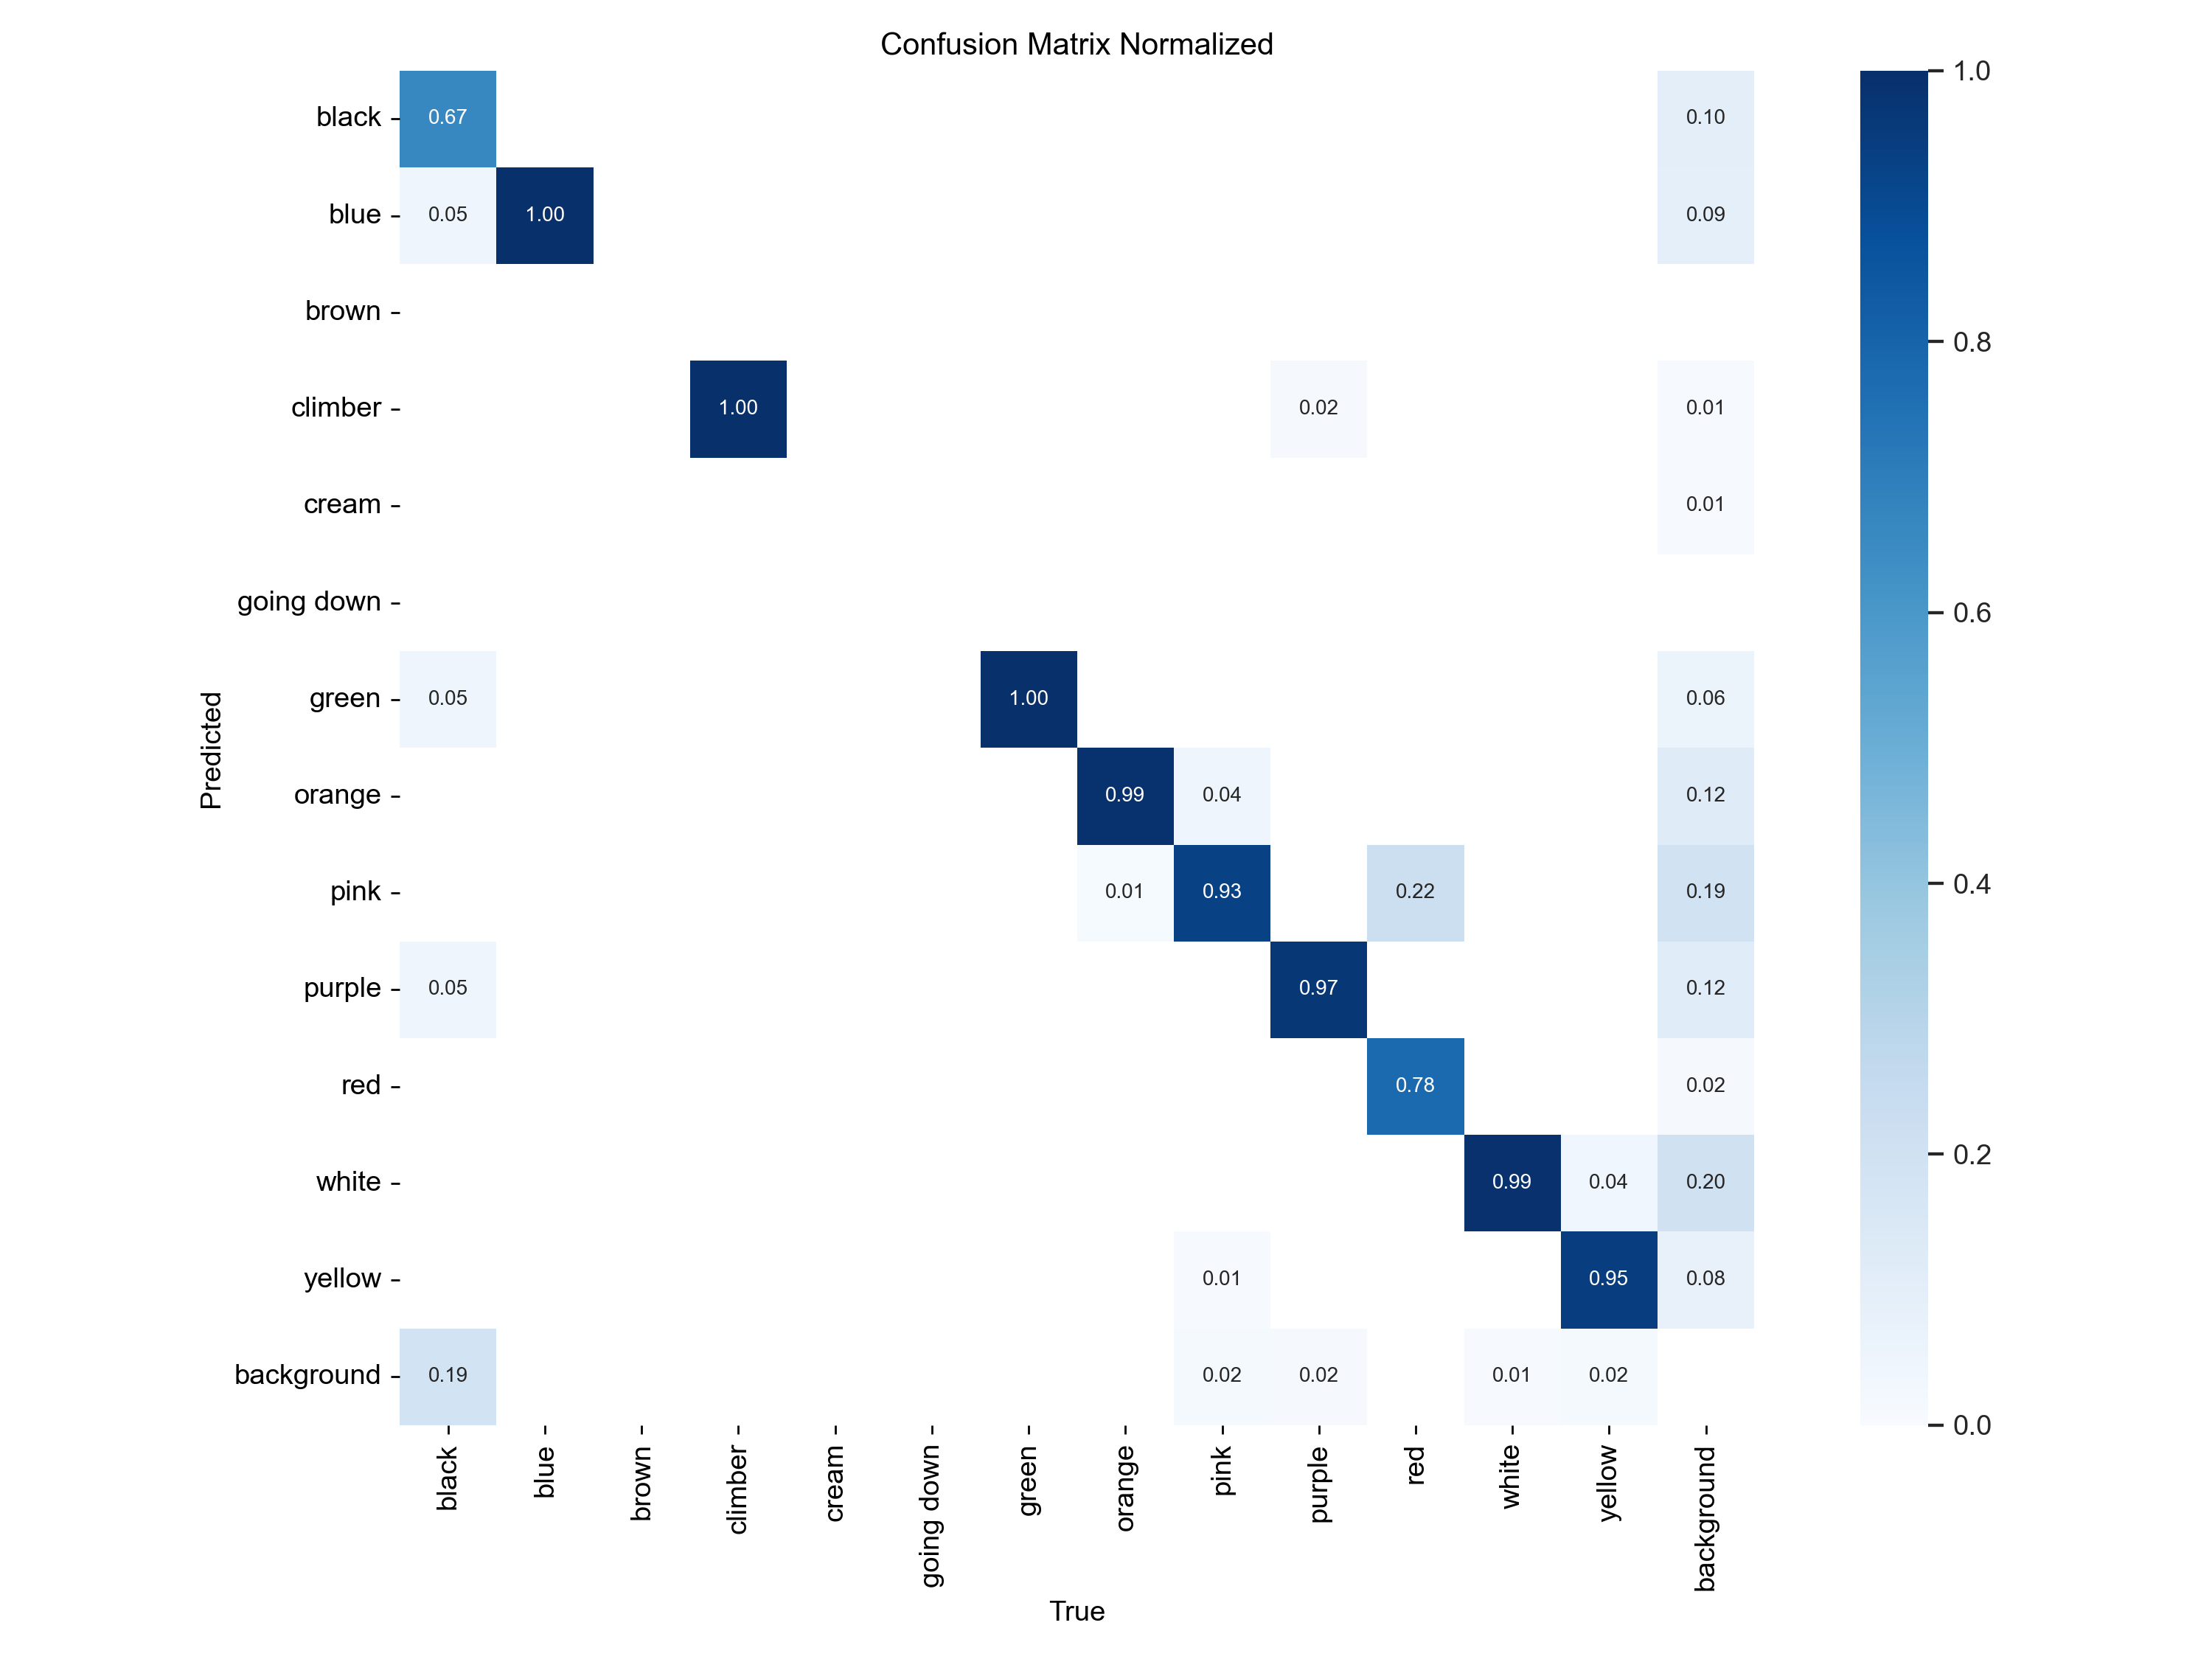 Confusion Matrix Normalized
black 0.67 0.10 1.0
blue 0.05 1.00 0.09
brown 0.8
climber 1.00 0.02 0.01
cream 0.01
going down 0.6
green 0.05 1.00 0.06
Predicted
orange 0.99 0.04 0.12
pink 0.01 0.93 0.22 0.19 0.4
purple 0.05 0.97 0.12
red 0.78 0.02
white 0.99 0.04 0.20 0.2
yellow 0.01 0.95 0.08
background 0.19 0.02 0.02 0.01 0.02 0.0
black blue brown climber cream going down green orange pink purple red white yellow background
True